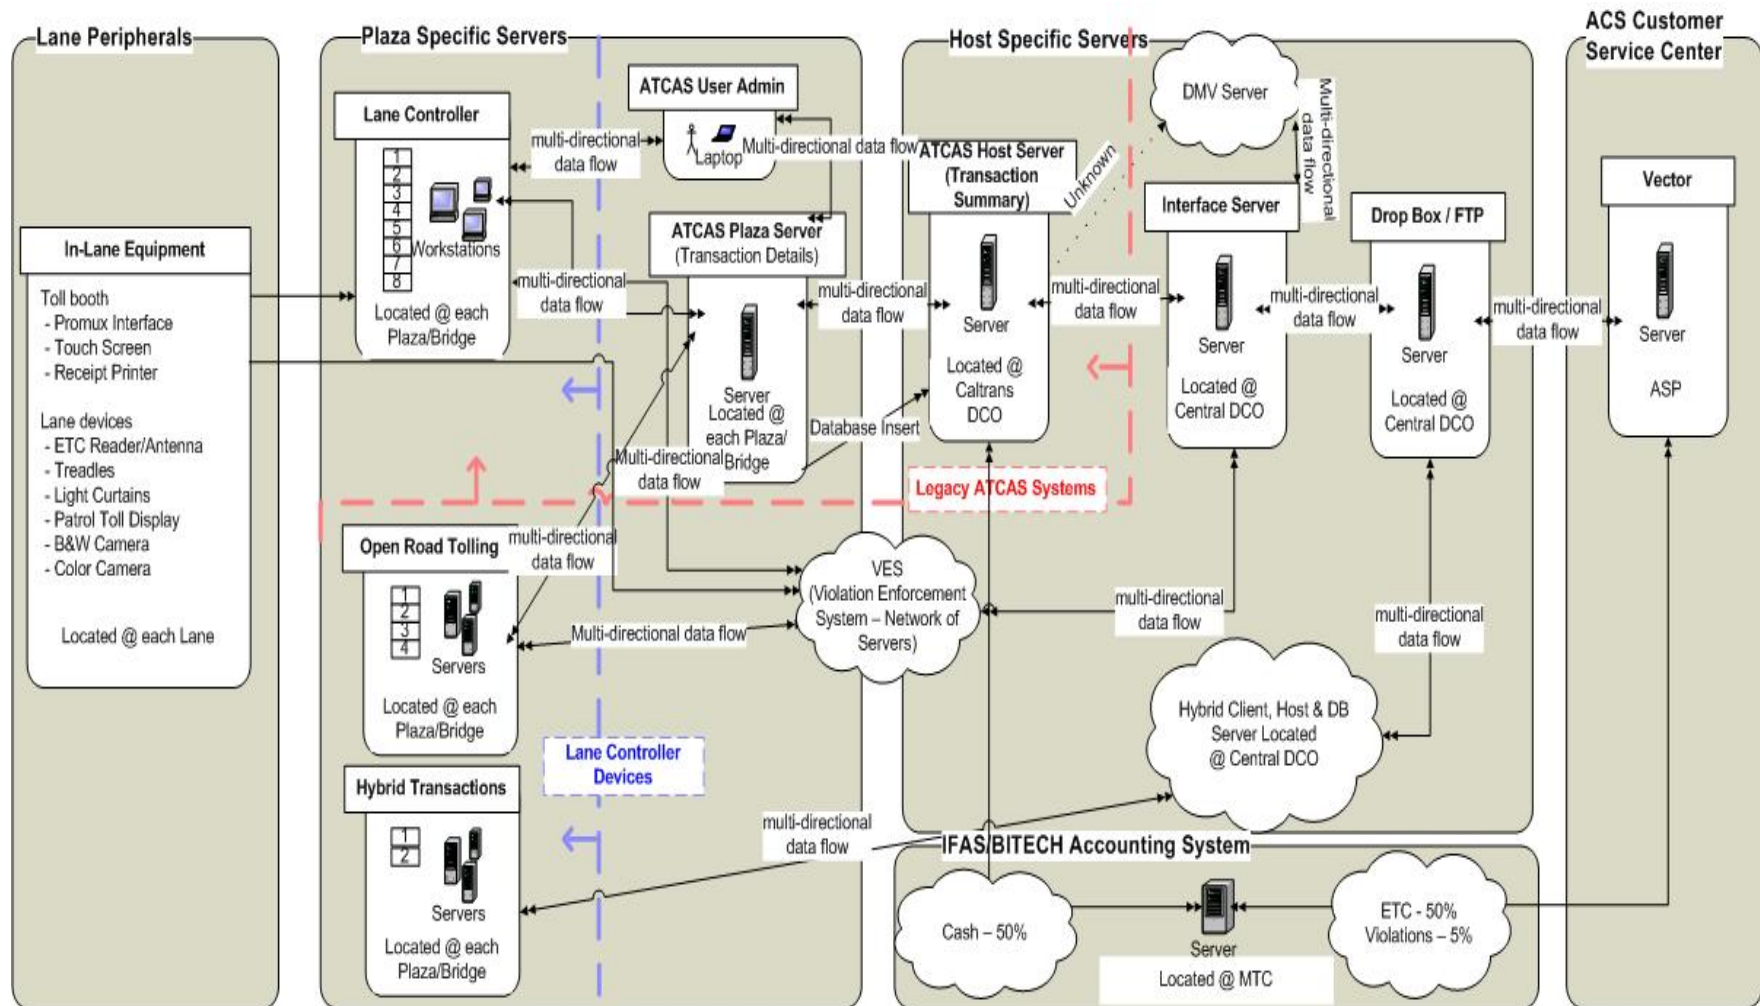 Lane Peripherals
In-Lane Equipment
Toll booth
- Promux Interface
- Touch Screen
- Receipt Printer
Lane devices
- ETC Reader/Antenna
- Treadles
- Light Curtains
- Patrol Toll Display
- B&W Camera
- Color Camera
Located @ each Lane
Plaza Specific Servers
Lane Controller
1
2
3
4
5
6
7
8
Workstations
Located @ each
Plaza/Bridge
multi-directional
data flow
ATCAS User Admin
Laptop
Multi-directional data flow
multi-directional
data flow
ATCAS Plaza Server
(Transaction Details)
Server
Located @
each Plaza/
Bridge
multi-directional
data flow
Database Insert
Multi-directional
data flow
Open Road Tolling
1
2
3
4
Servers
Located @ each
Plaza/Bridge
multi-directional
data flow
Multi-directional data flow
Lane Controller
Devices
Hybrid Transactions
1
2
Servers
Located @ each
Plaza/Bridge
multi-directional
data flow
VES
(Violation Enforcement
System – Network of
Servers)
Host Specific Servers
ATCAS Host Server
(Transaction
Summary)
Server
Located @
Caltrans
DCO
Unknown
DMV Server
Multi-directional
data flow
multi-directional
data flow
Interface Server
Server
Located @
Central DCO
multi-directional
data flow
Drop Box / FTP
Server
Located @
Central DCO
multi-directional
data flow
Legacy ATCAS Systems
multi-directional
data flow
multi-directional
data flow
Hybrid Client, Host & DB
Server Located
@ Central DCO
IFAS/BITECH Accounting System
Cash – 50%
Server
Located @ MTC
ETC - 50%
Violations – 5%
ACS Customer
Service Center
Vector
Server
ASP